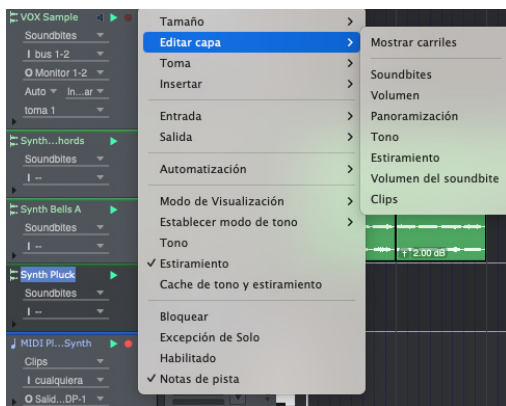 VOX Sample
Soundbites
I bus 1-2
O Monitor 1-2
Auto In...ar
toma 1
Synth...hords
Soundbites
I --
Synth Bells A
Soundbites
I --
Synth Pluck
Soundbites
I --
MIDI Pl...Synth
Clips
I cualquiera
O Salid...DP-1
Tamaño
Editar capa
Toma
Insertar
Entrada
Salida
Automatización
Modo de Visualización
Establecer modo de tono
Tono
✓ Estiramiento
Cache de tono y estiramiento
Bloquear
Excepción de Solo
Habilitado
✓ Notas de pista
Mostrar carriles
Soundbites
Volumen
Panoramización
Tono
Estiramiento
Volumen del soundbite
Clips
2.00 dB